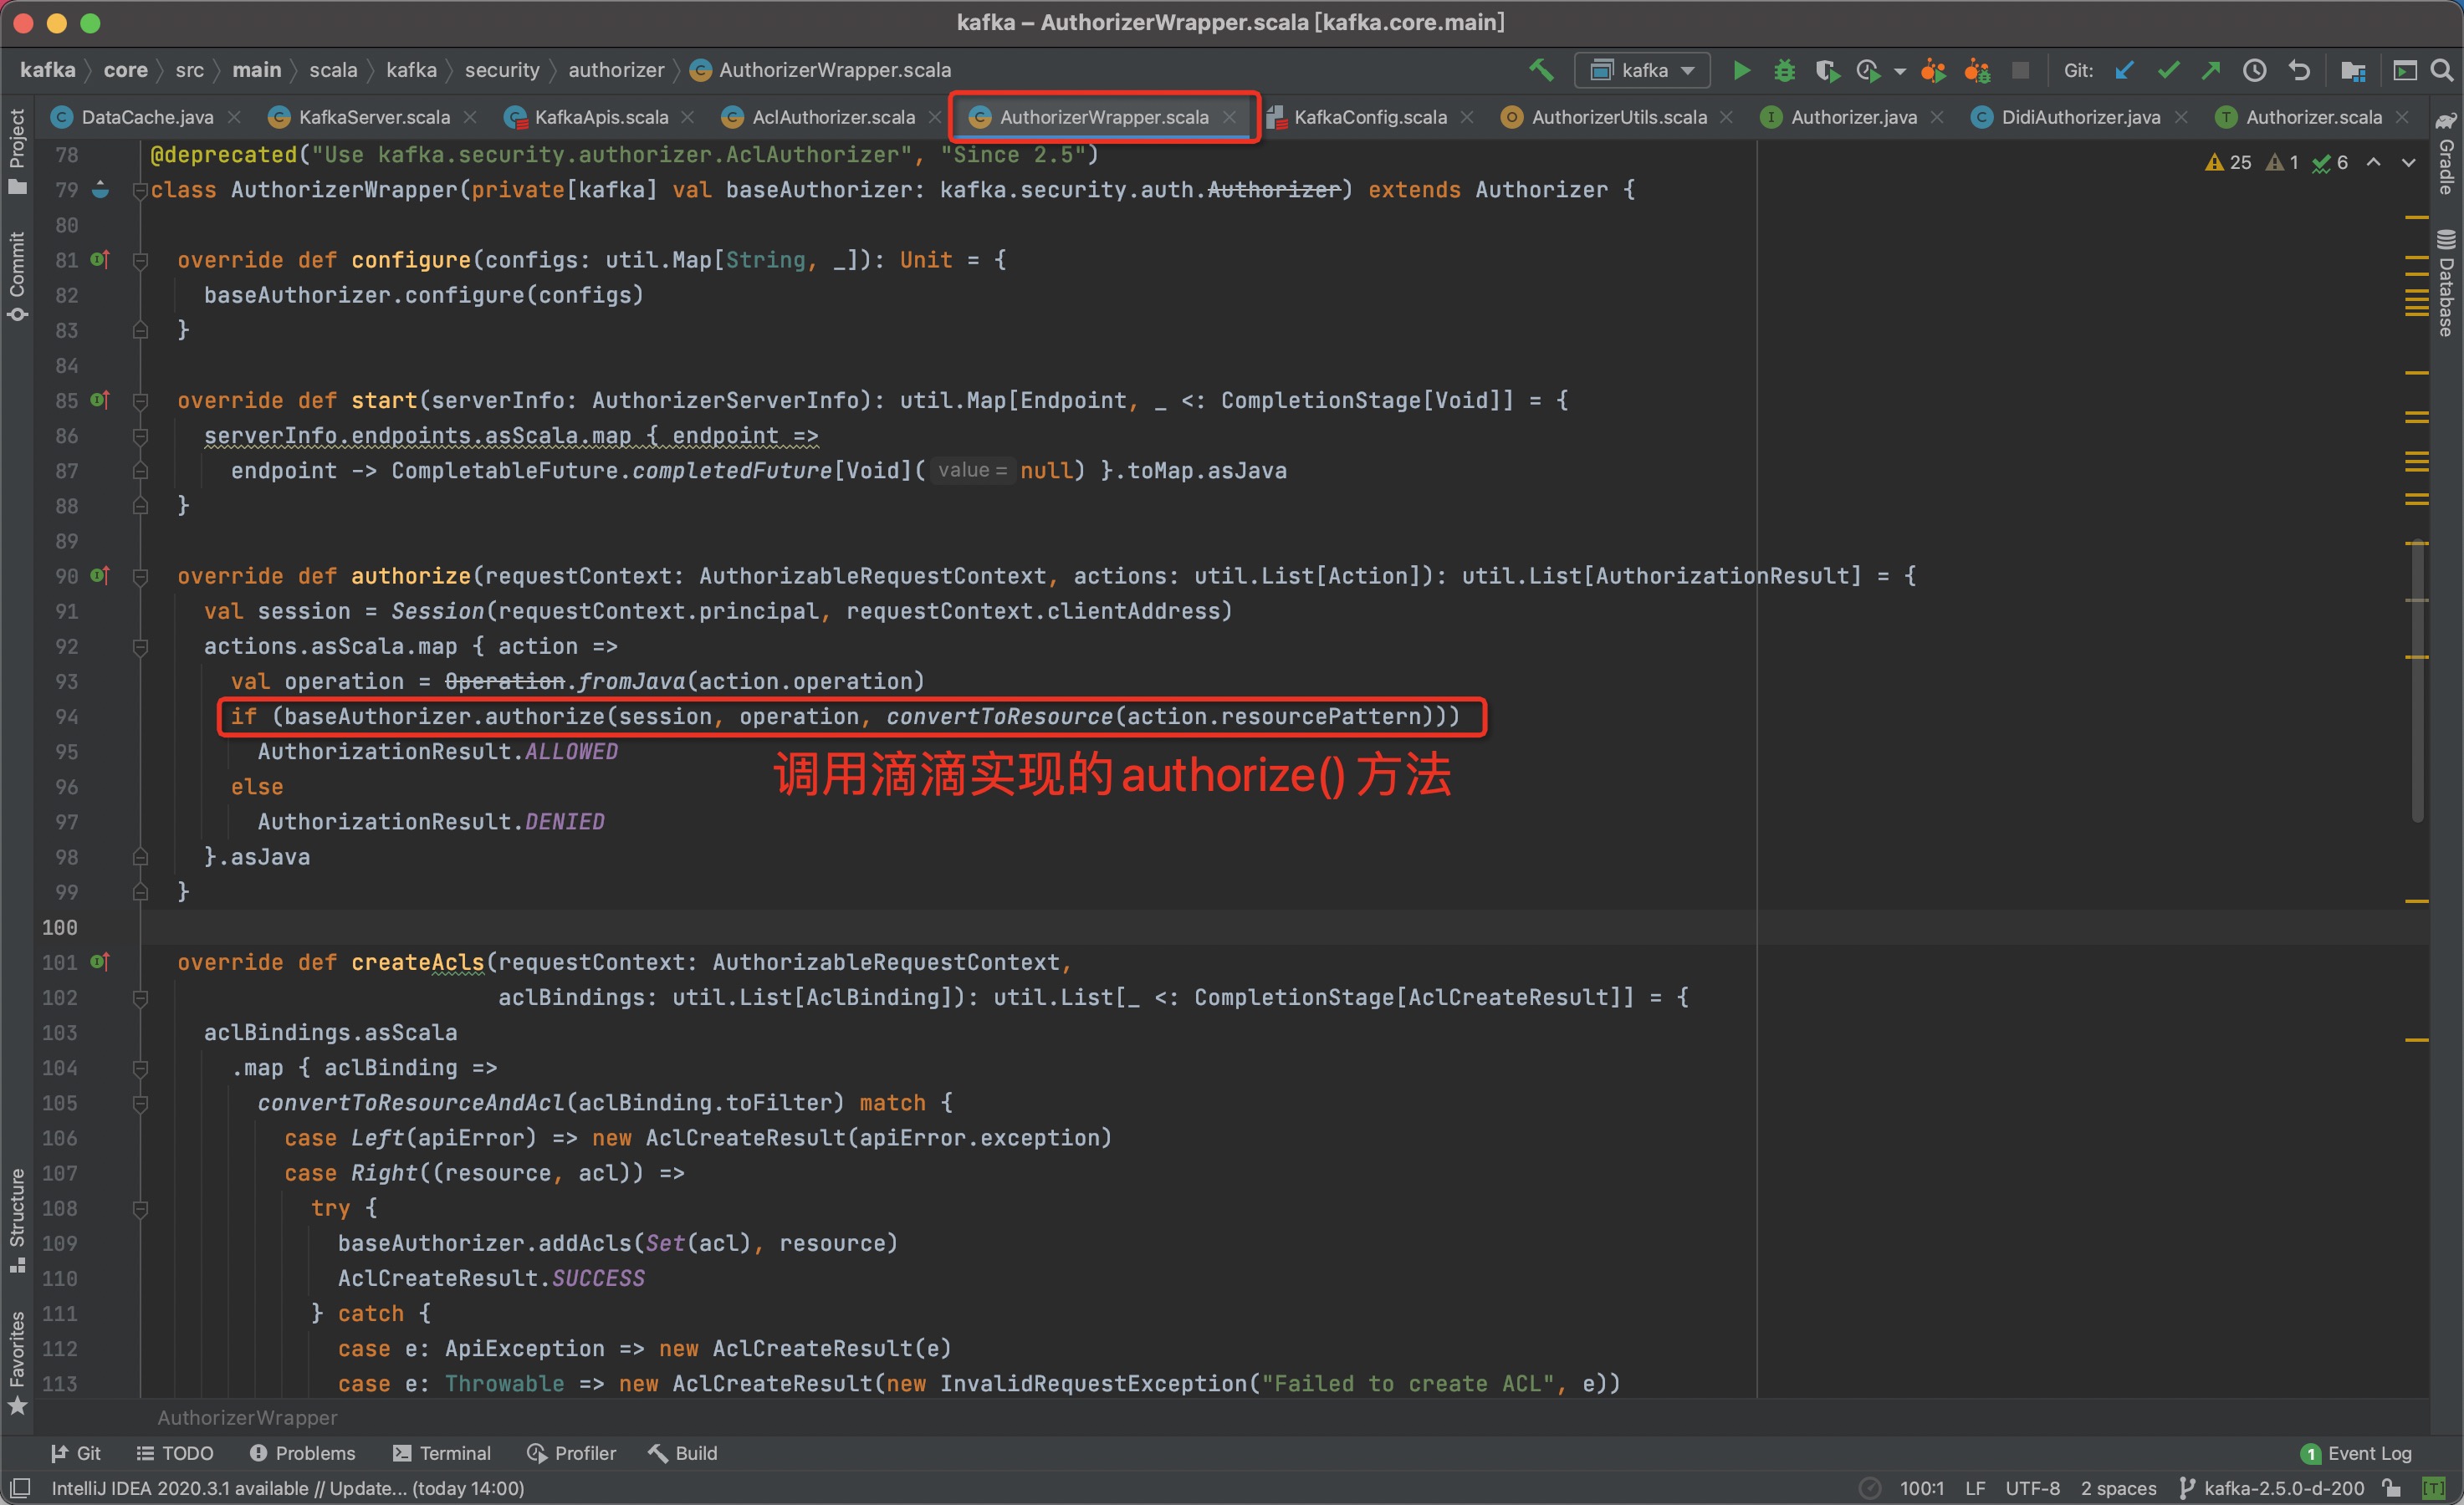 kafka – AuthorizerWrapper.scala [kafka.core.main]
kafka core src main scala kafka security authorizer AuthorizerWrapper.scala kafka Git:
DataCache.java KafkaServer.scala KafkaApis.scala AclAuthorizer.scala AuthorizerWrapper.scala KafkaConfig.scala AuthorizerUtils.scala Authorizer.java DidiAuthorizer.java Authorizer.scala
Project
Commit
Structure
Favorites
Gradle
Database
25 1 6
78 @deprecated("Use kafka.security.authorizer.AclAuthorizer", "Since 2.5")
79 class AuthorizerWrapper(private[kafka] val baseAuthorizer: kafka.security.auth.Authorizer) extends Authorizer {
80
81 override def configure(configs: util.Map[String, _]): Unit = {
82 baseAuthorizer.configure(configs)
83 }
84
85 override def start(serverInfo: AuthorizerServerInfo): util.Map[Endpoint, _ <: CompletionStage[Void]] = {
86 serverInfo.endpoints.asScala.map { endpoint =>
87 endpoint -> CompletableFuture.completedFuture[Void]( value = null) }.toMap.asJava
88 }
89
90 override def authorize(requestContext: AuthorizableRequestContext, actions: util.List[Action]): util.List[AuthorizationResult] = {
91 val session = Session(requestContext.principal, requestContext.clientAddress)
92 actions.asScala.map { action =>
93 val operation = Operation.fromJava(action.operation)
94 if (baseAuthorizer.authorize(session, operation, convertToResource(action.resourcePattern)))
95 AuthorizationResult.ALLOWED
调用滴滴实现的authorize() 方法
96 else
97 AuthorizationResult.DENIED
98 }.asJava
99 }
100
101 override def createAcls(requestContext: AuthorizableRequestContext,
102 aclBindings: util.List[AclBinding]): util.List[_ <: CompletionStage[AclCreateResult]] = {
103 aclBindings.asScala
104 .map { aclBinding =>
105 convertToResourceAndAcl(aclBinding.toFilter) match {
106 case Left(apiError) => new AclCreateResult(apiError.exception)
107 case Right((resource, acl)) =>
108 try {
109 baseAuthorizer.addAcls(Set(acl), resource)
110 AclCreateResult.SUCCESS
111 } catch {
112 case e: ApiException => new AclCreateResult(e)
113 case e: Throwable => new AclCreateResult(new InvalidRequestException("Failed to create ACL", e))
AuthorizerWrapper
Git TODO Problems Terminal Profiler Build 1 Event Log
IntelliJ IDEA 2020.3.1 available // Update... (today 14:00) 100:1 LF UTF-8 2 spaces kafka-2.5.0-d-200 [T]